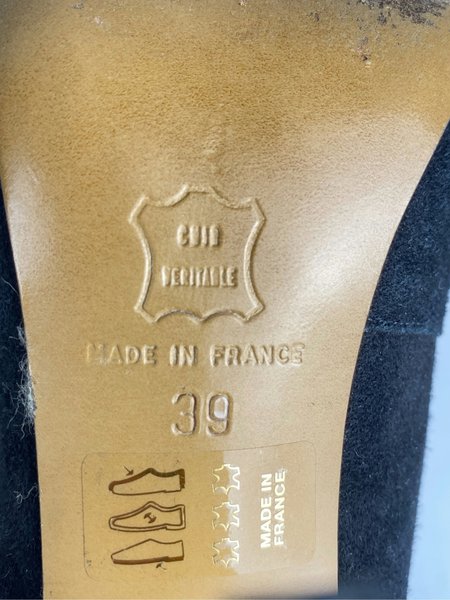 CUIR
VERITABLE
MADE IN FRANCE
39
MADE IN
FRANCE